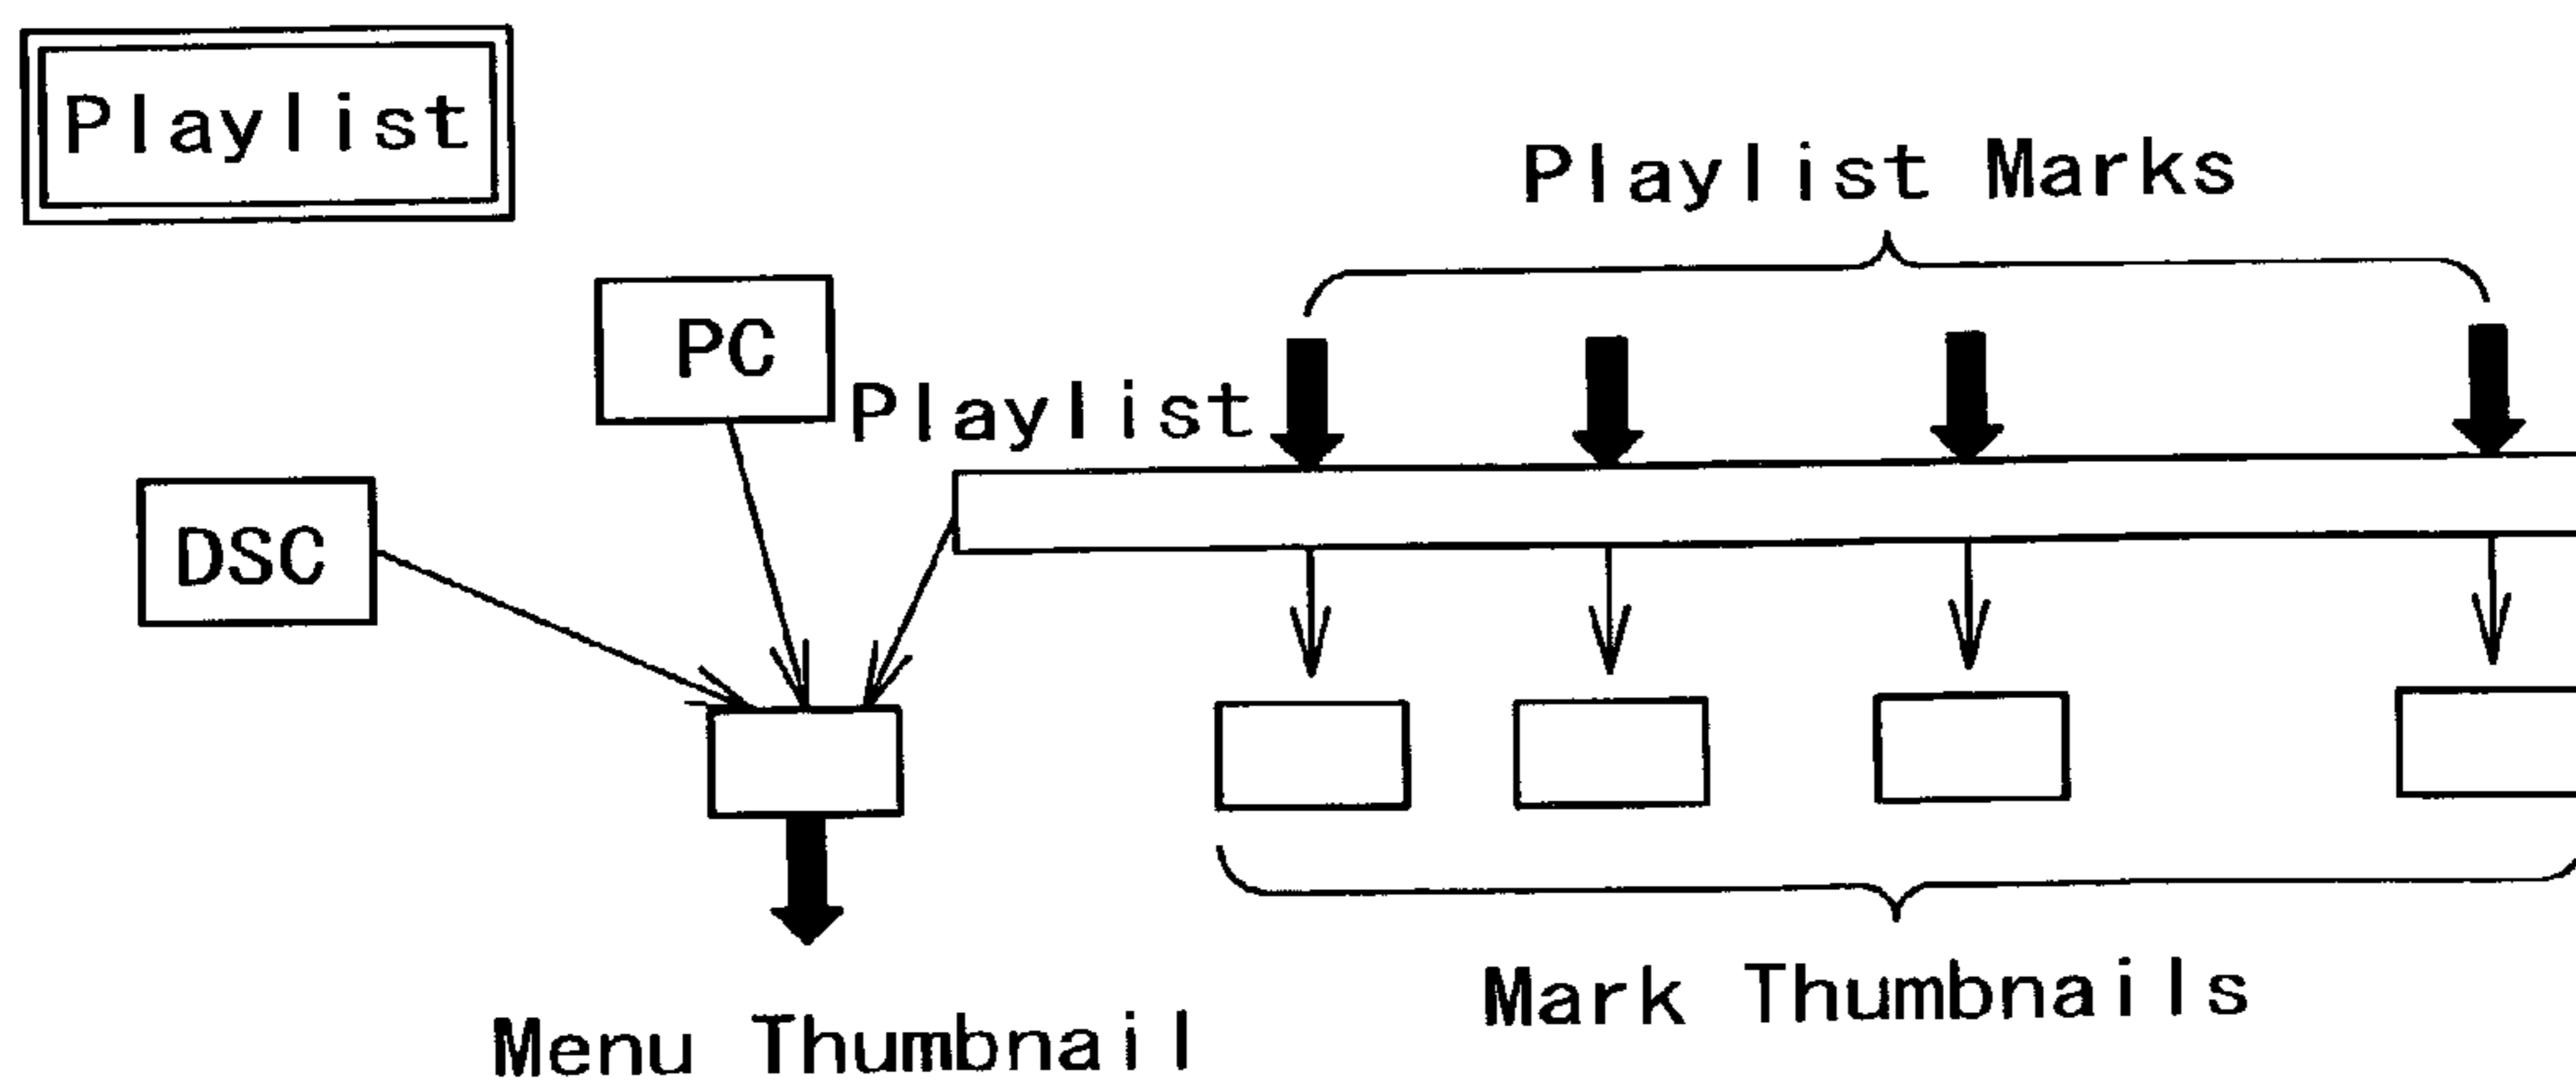 Playlist
Playlist Marks
PC
Playlist
DSC
Mark Thumbnails
Menu Thumbnail